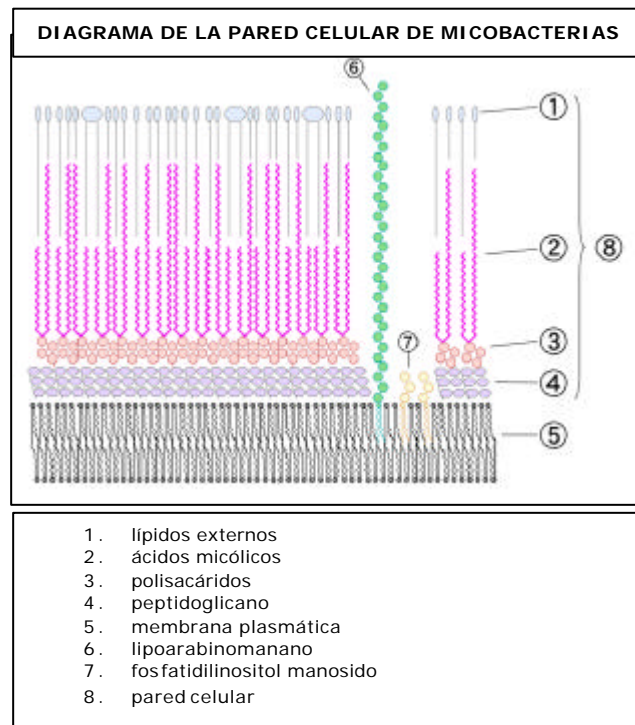 DIAGRAMA DE LA PARED CELULAR DE MICOBACTERIAS
⑥
①
②
⑧
③
⑦
④
⑤
1. lípidos externos
2. ácidos micólicos
3. polisacáridos
4. peptidoglicano
5. membrana plasmática
6. lipoarabinomanano
7. fosfatidilinositol manosido
8. pared celular